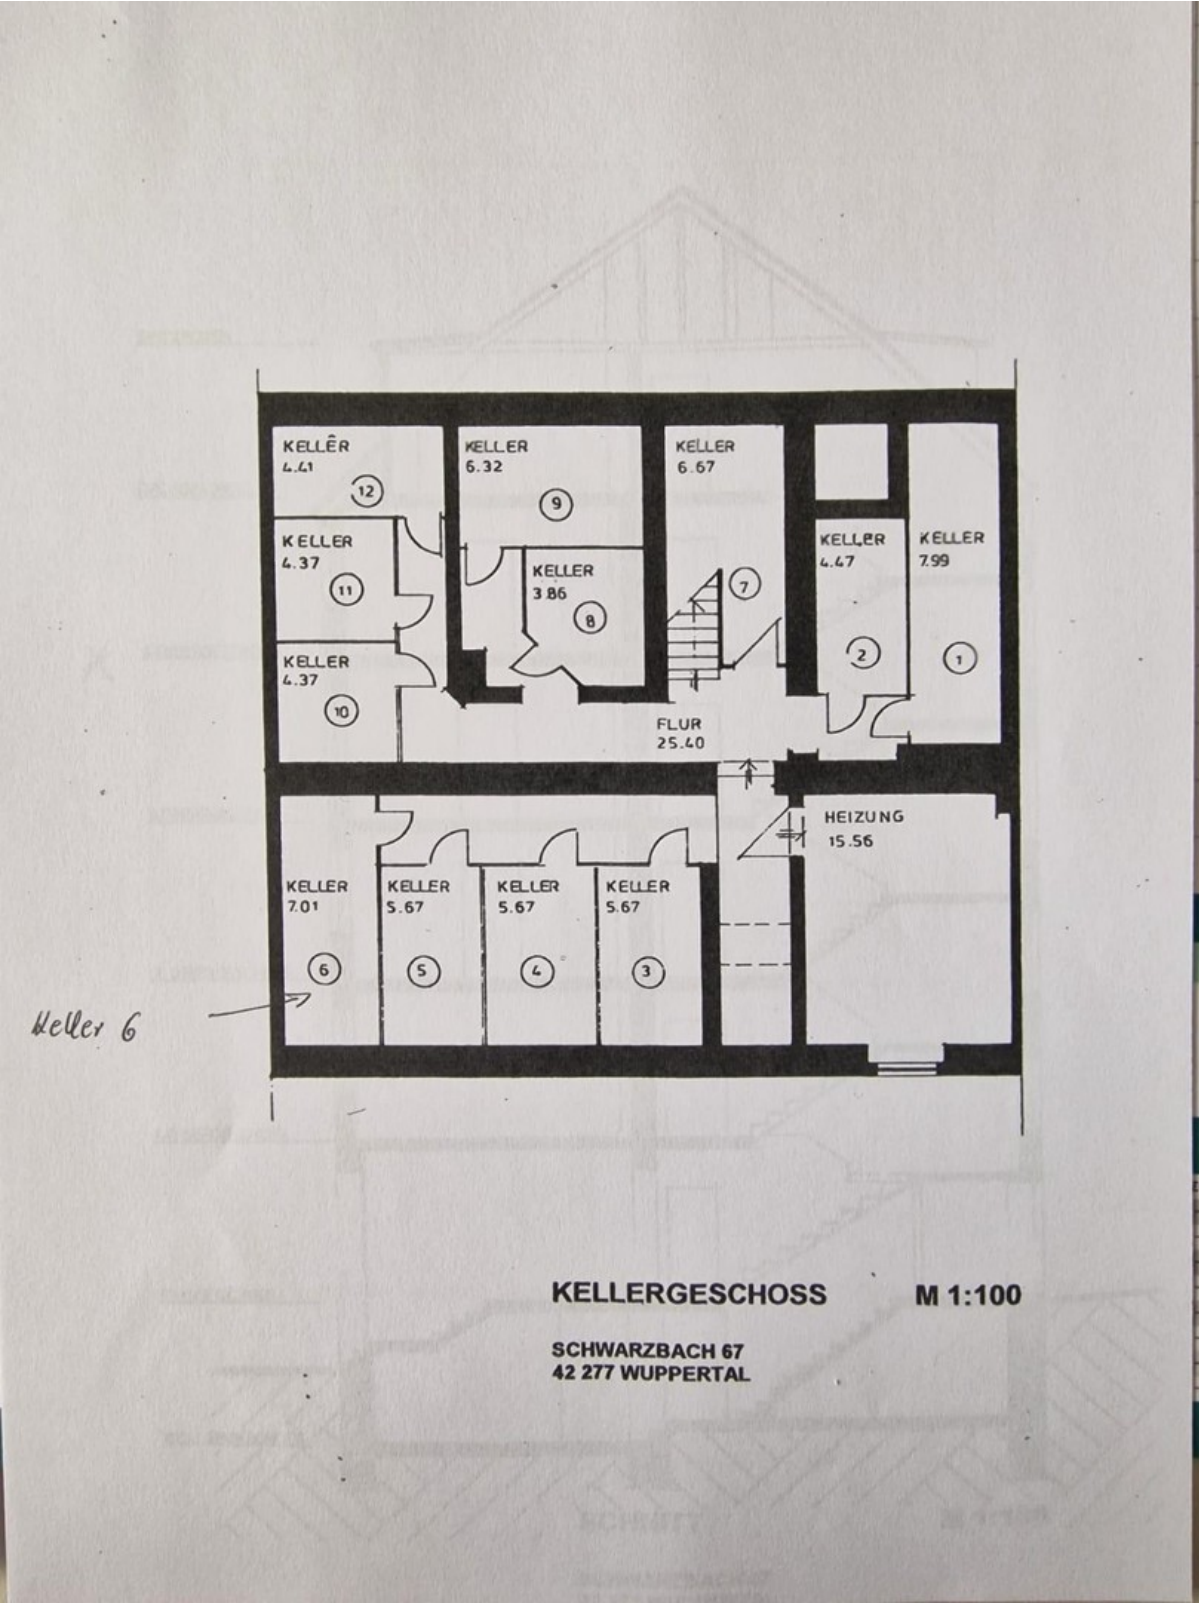 KELLER
4.41
12
KELLER
6.32
9
KELLER
6.67
7
KELLER
4.37
11
KELLER
3.86
8
KELLER
4.47
2
KELLER
7.99
1
KELLER
4.37
10
FLUR
25.40
HEIZUNG
15.56
KELLER
7.01
6
KELLER
5.67
5
KELLER
5.67
4
KELLER
5.67
3
Keller 6
KELLERGESCHOSS M 1:100
SCHWARZBACH 67
42 277 WUPPERTAL